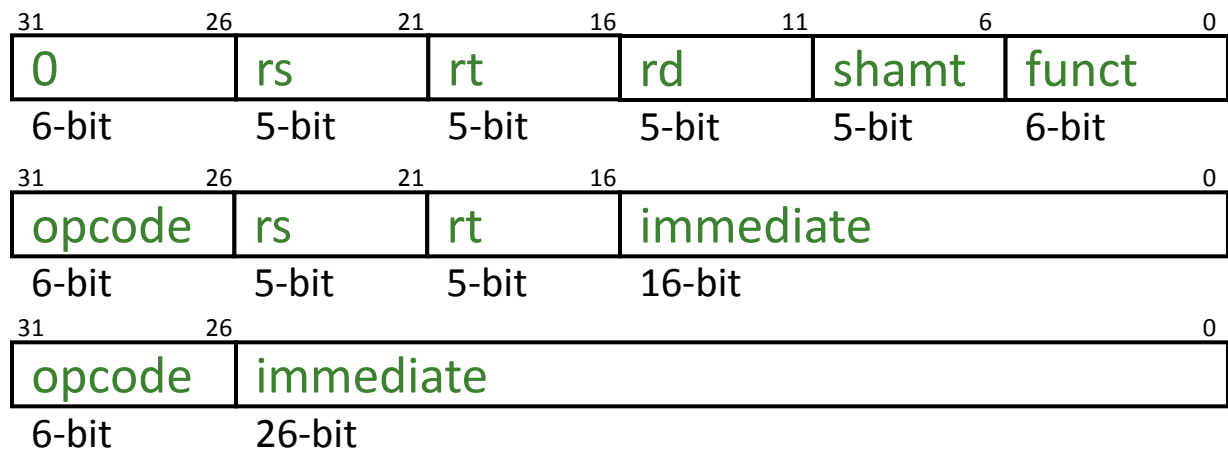 31 26 21 16 11 6 0
0 rs rt rd shamt funct
6-bit 5-bit 5-bit 5-bit 5-bit 6-bit
31 26 21 16 0
opcode rs rt immediate
6-bit 5-bit 5-bit 16-bit
31 26 0
opcode immediate
6-bit 26-bit